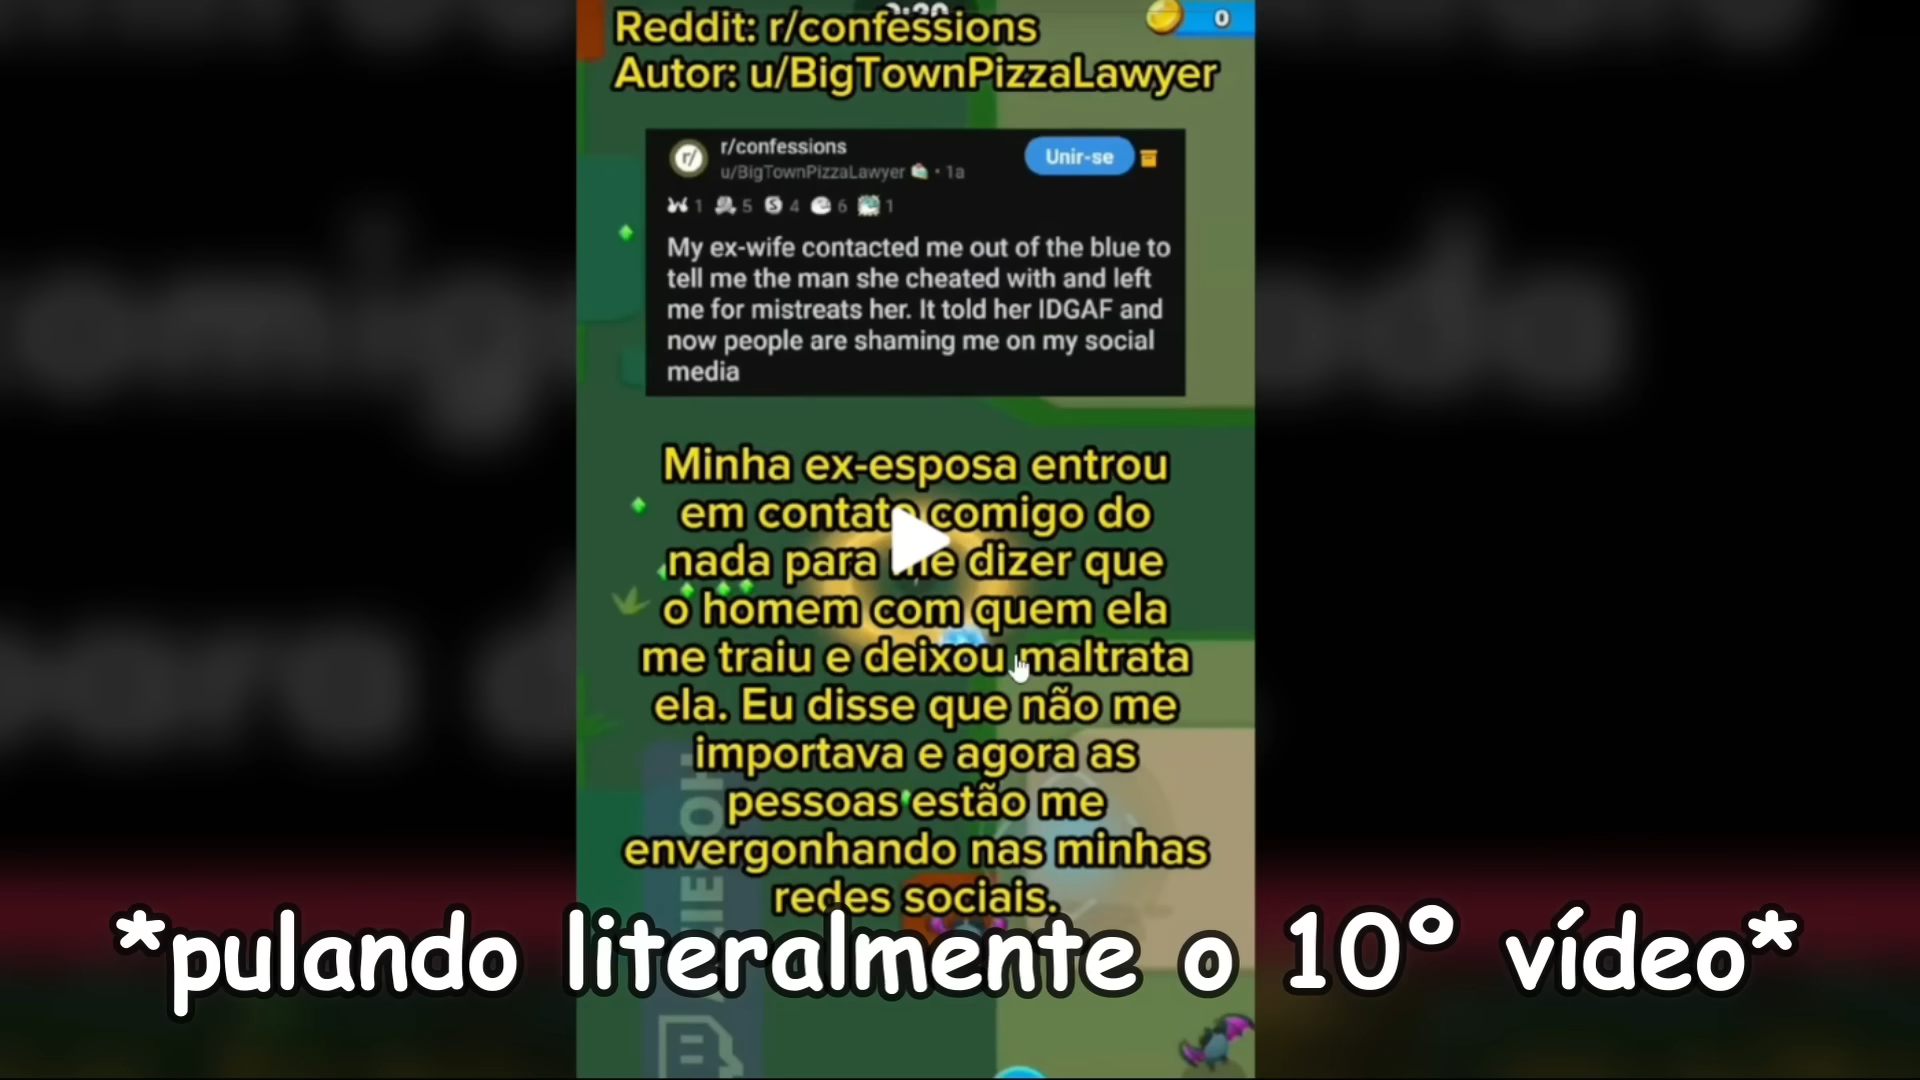 Reddit: r/confessions
0
Autor: u/BigTownPizzaLawyer
r/confessions
u/BigTownPizzaLawyer • 1a
Unir-se
1 5 4 6 1
My ex-wife contacted me out of the blue to
tell me the man she cheated with and left
me for mistreats her. It told her IDGAF and
now people are shaming me on my social
media
Minha ex-esposa entrou
em contato comigo do
nada para me dizer que
o homem com quem ela
me traiu e deixou maltrata
ela. Eu disse que não me
importava e agora as
pessoas estão me
envergonhando nas minhas
redes sociais.
*pulando literalmente o 10º vídeo*